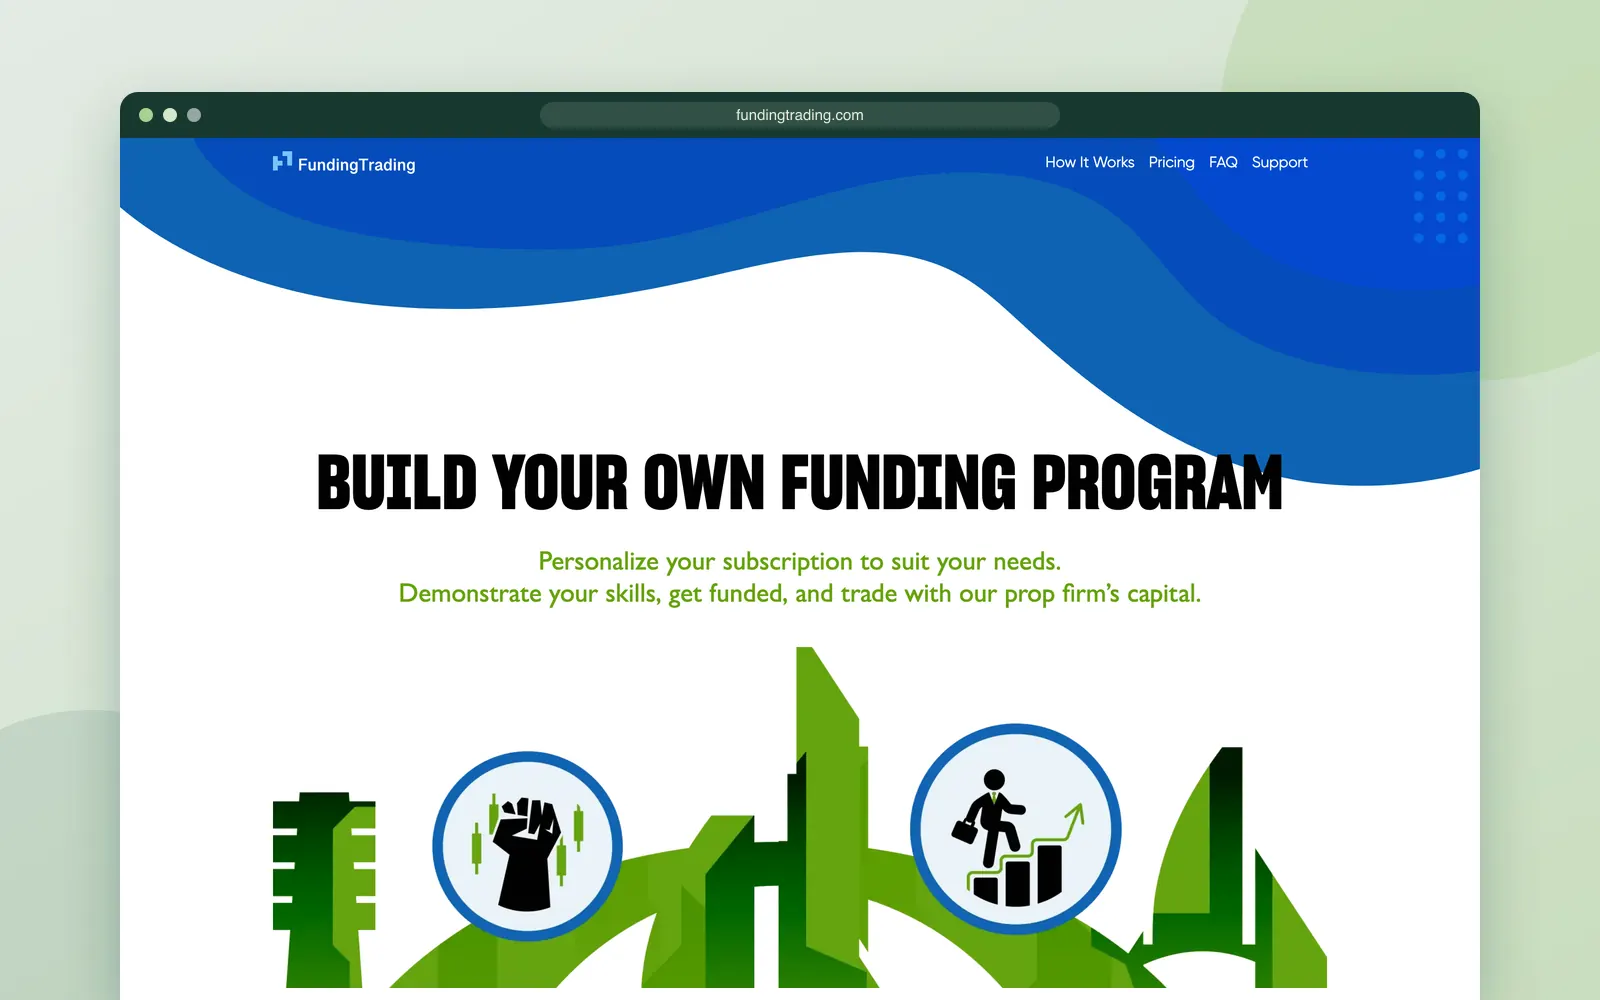 fundingtrading.com
FundingTrading
How It Works Pricing FAQ Support
BUILD YOUR OWN FUNDING PROGRAM
Personalize your subscription to suit your needs.
Demonstrate your skills, get funded, and trade with our prop firm’s capital.